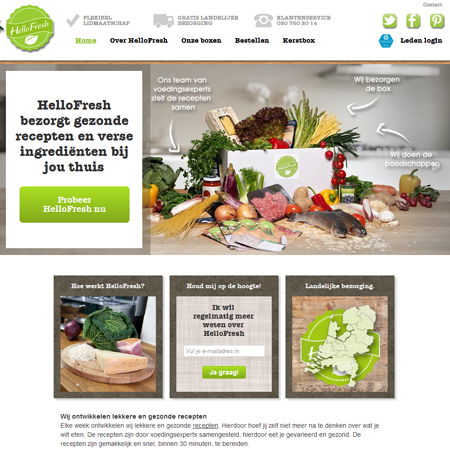 Contact
HelloFresh
FLEXIBEL LIDMAATSCHAP
GRATIS LANDELIJKE BEZORGING
KLANTENSERVICE 020 760 50 14
Home Over HelloFresh Onze boxen Bestellen Kerstbox Leden login
HelloFresh
bezorgt gezonde
recepten en verse
ingrediënten bij
jou thuis
Probeer
HelloFresh nu
Ons team van
voedingsexperts
stelt de recepten
samen
Wij bezorgen
de box
Wij doen de
boodschappen
Hoe werkt HelloFresh?
Houd mij op de hoogte!
Ik wil
regelmatig meer
weten over
HelloFresh
Vul je e-mailadres in
Ja graag!
Landelijke bezorging.
Wij ontwikkelen lekkere en gezonde recepten
Elke week ontwikkelen wij lekkere en gezonde recepten. Hierdoor hoef jij zelf niet meer na te denken over wat je
wilt eten. De recepten zijn door voedingsexperts samengesteld, hierdoor eet je gevarieerd en gezond. De
recepten zijn gemakkelijk en snel, binnen 30 minuten, te bereiden.